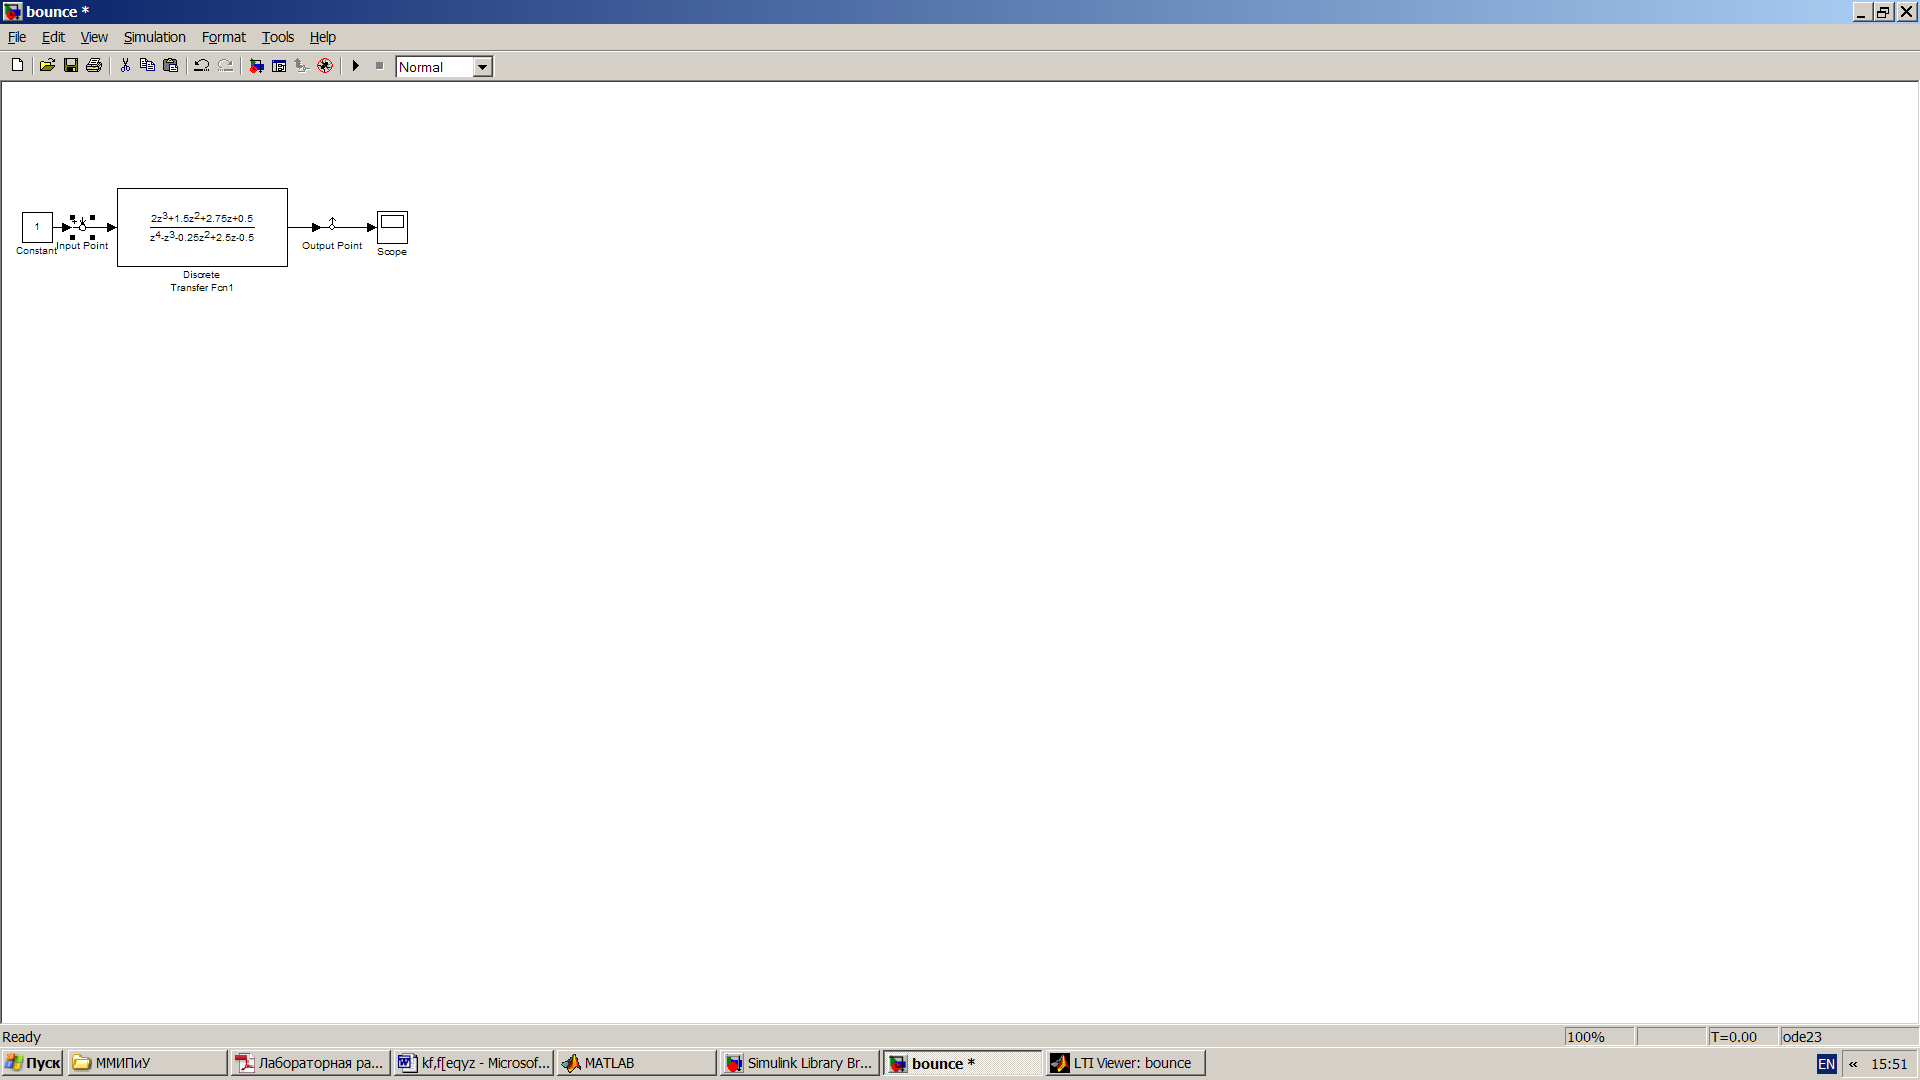 bounce *
File Edit View Simulation Format Tools Help
Normal
1
Constant
Input Point
2z³+1.5z²+2.75z+0.5
z⁴-z³-0.25z²+2.5z-0.5
Discrete
Transfer Fcn1
Output Point
Scope
Ready 100% T=0.00 ode23
Пуск ММИПиУ Лабораторная ра... kf,f[eqyz - Microsof... MATLAB Simulink Library Br... bounce * LTI Viewer: bounce EN « 15:51